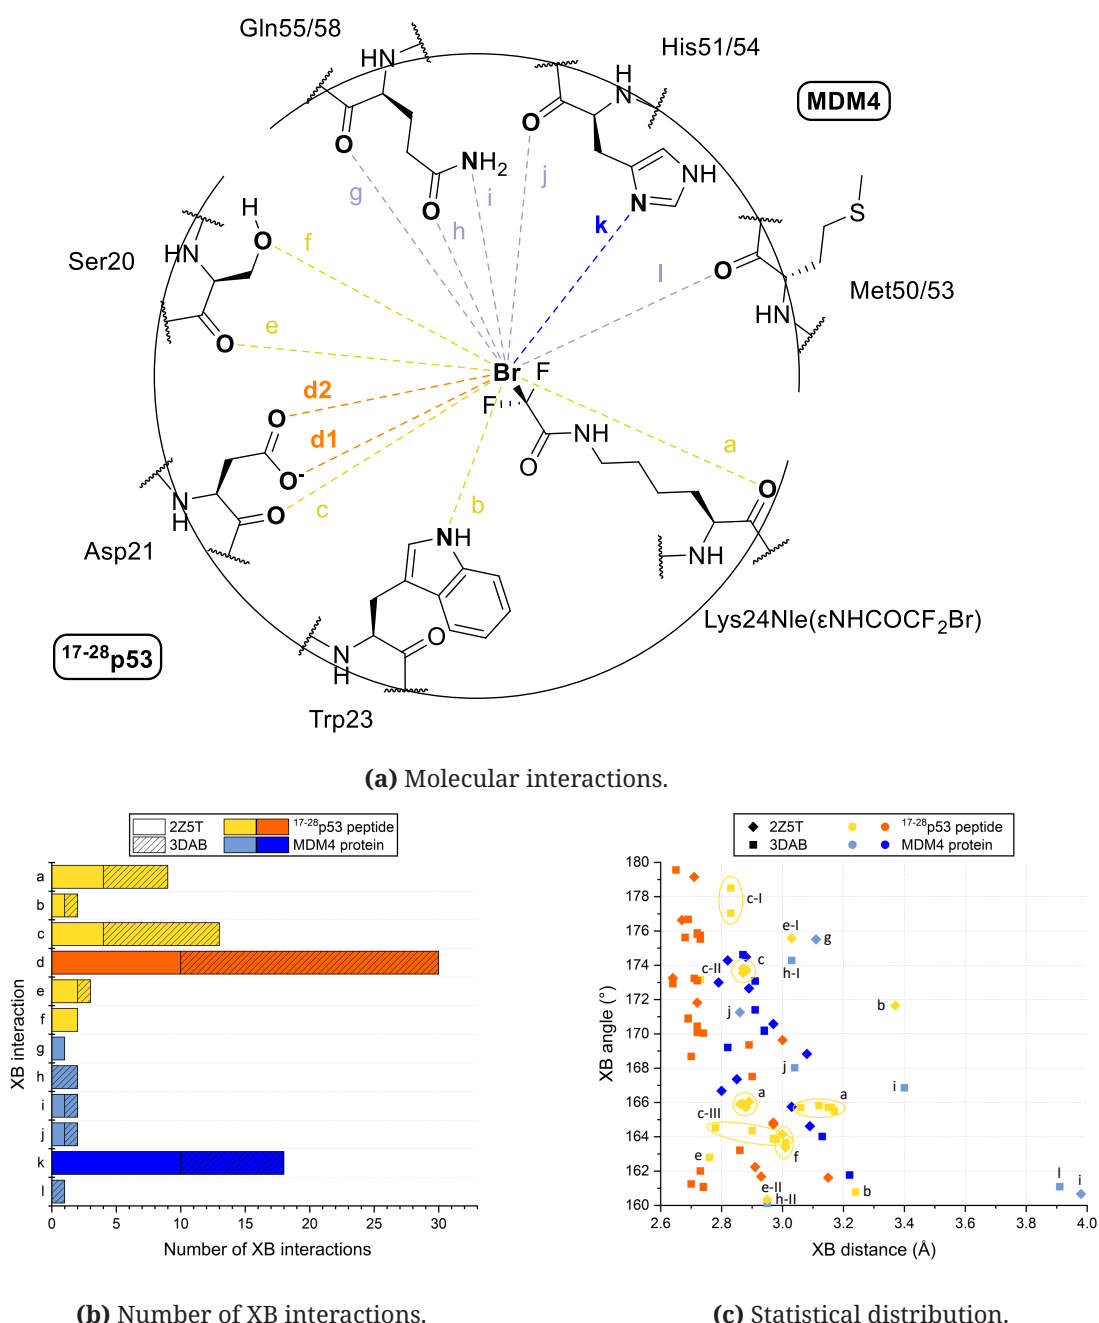 Gln55/58
His51/54
MDM4
HN
H
N
O
O
NH2
NH
N
g
i
j
h
k
S
H
O
HN
Ser20
f
O
l
Met50/53
HN
e
O
Br
F
F
d2
O
d1
O-
NH
O
a
N
H
O
c
b
O
Asp21
NH
NH
Lys24Nle(εNHCOCF2Br)
17-28p53
N
H
O
Trp23
(a) Molecular interactions.
2Z5T
17-28p53 peptide
3DAB
MDM4 protein
XB interaction
a
b
c
d
e
f
g
h
i
j
k
l
0 5 10 15 20 25 30
Number of XB interactions
(b) Number of XB interactions.
2Z5T
17-28p53 peptide
3DAB
MDM4 protein
XB angle (°)
180
178
176
174
172
170
168
166
164
162
160
c-I
e-I
g
c
c-II
h-I
b
j
j
i
a
a
c-III
f
e
e-II
h-II
b
l
i
2.6 2.8 3.0 3.2 3.4 3.6 3.8 4.0
XB distance (Å)
(c) Statistical distribution.